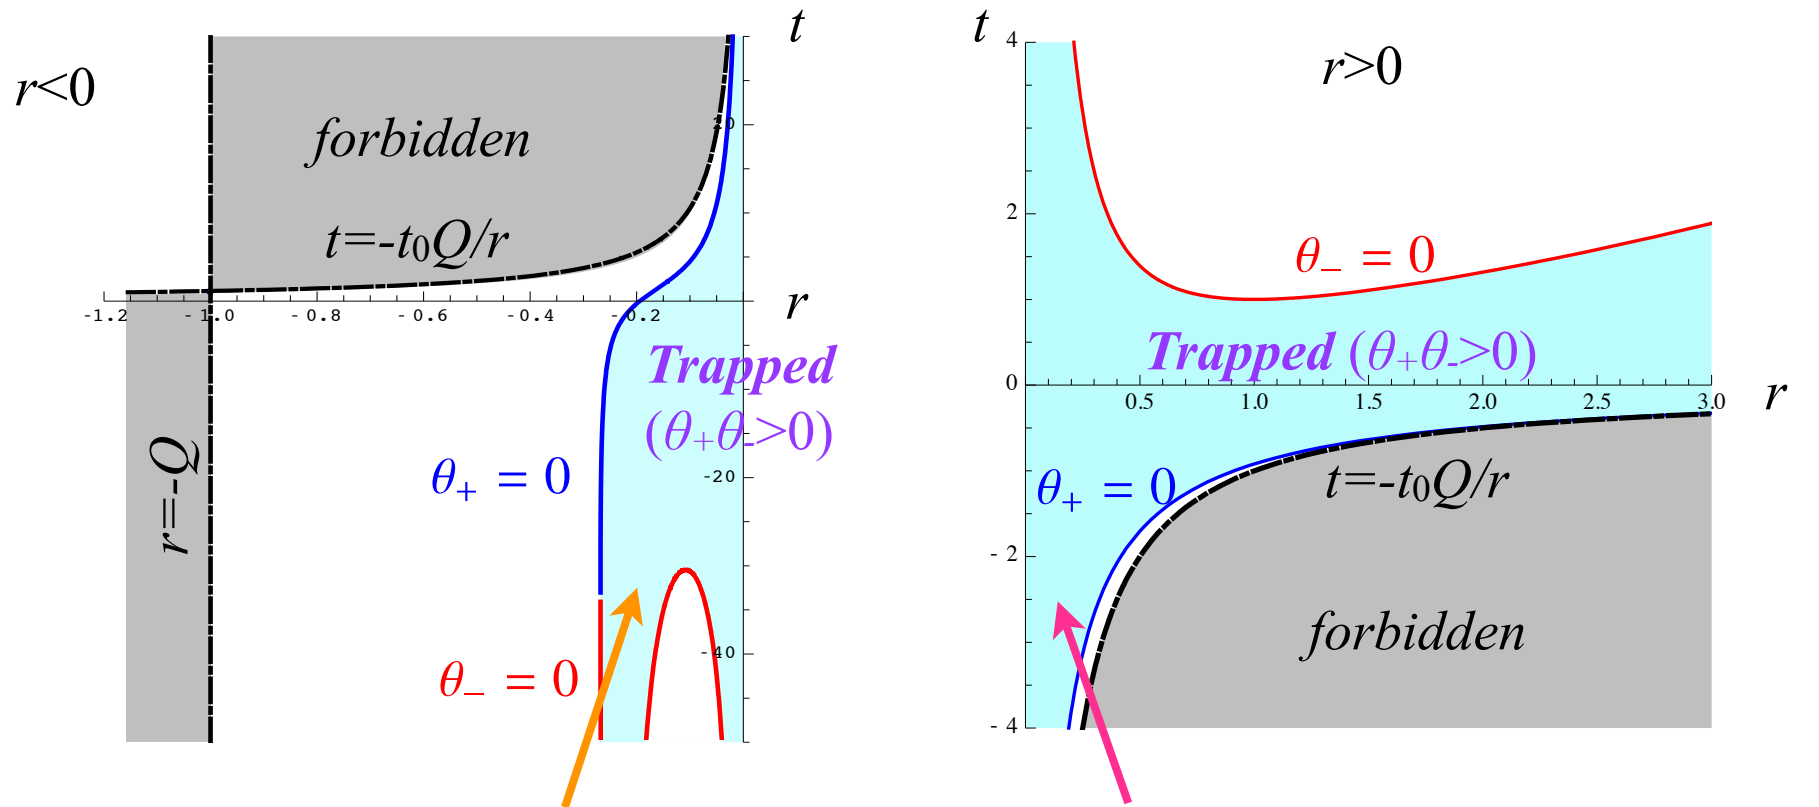 r<0
t
forbidden
20
t=-t₀Q/r
-1.2
-1.0
-0.8
-0.6
-0.4
-0.2
r
Trapped
(θ₊θ₋>0)
r=-Q
θ₊ = 0
-20
θ₋ = 0
-40
t
4
r>0
2
θ₋ = 0
Trapped (θ₊θ₋>0)
0
0.5
1.0
1.5
2.0
2.5
3.0
r
θ₊ = 0
t=-t₀Q/r
-2
forbidden
-4